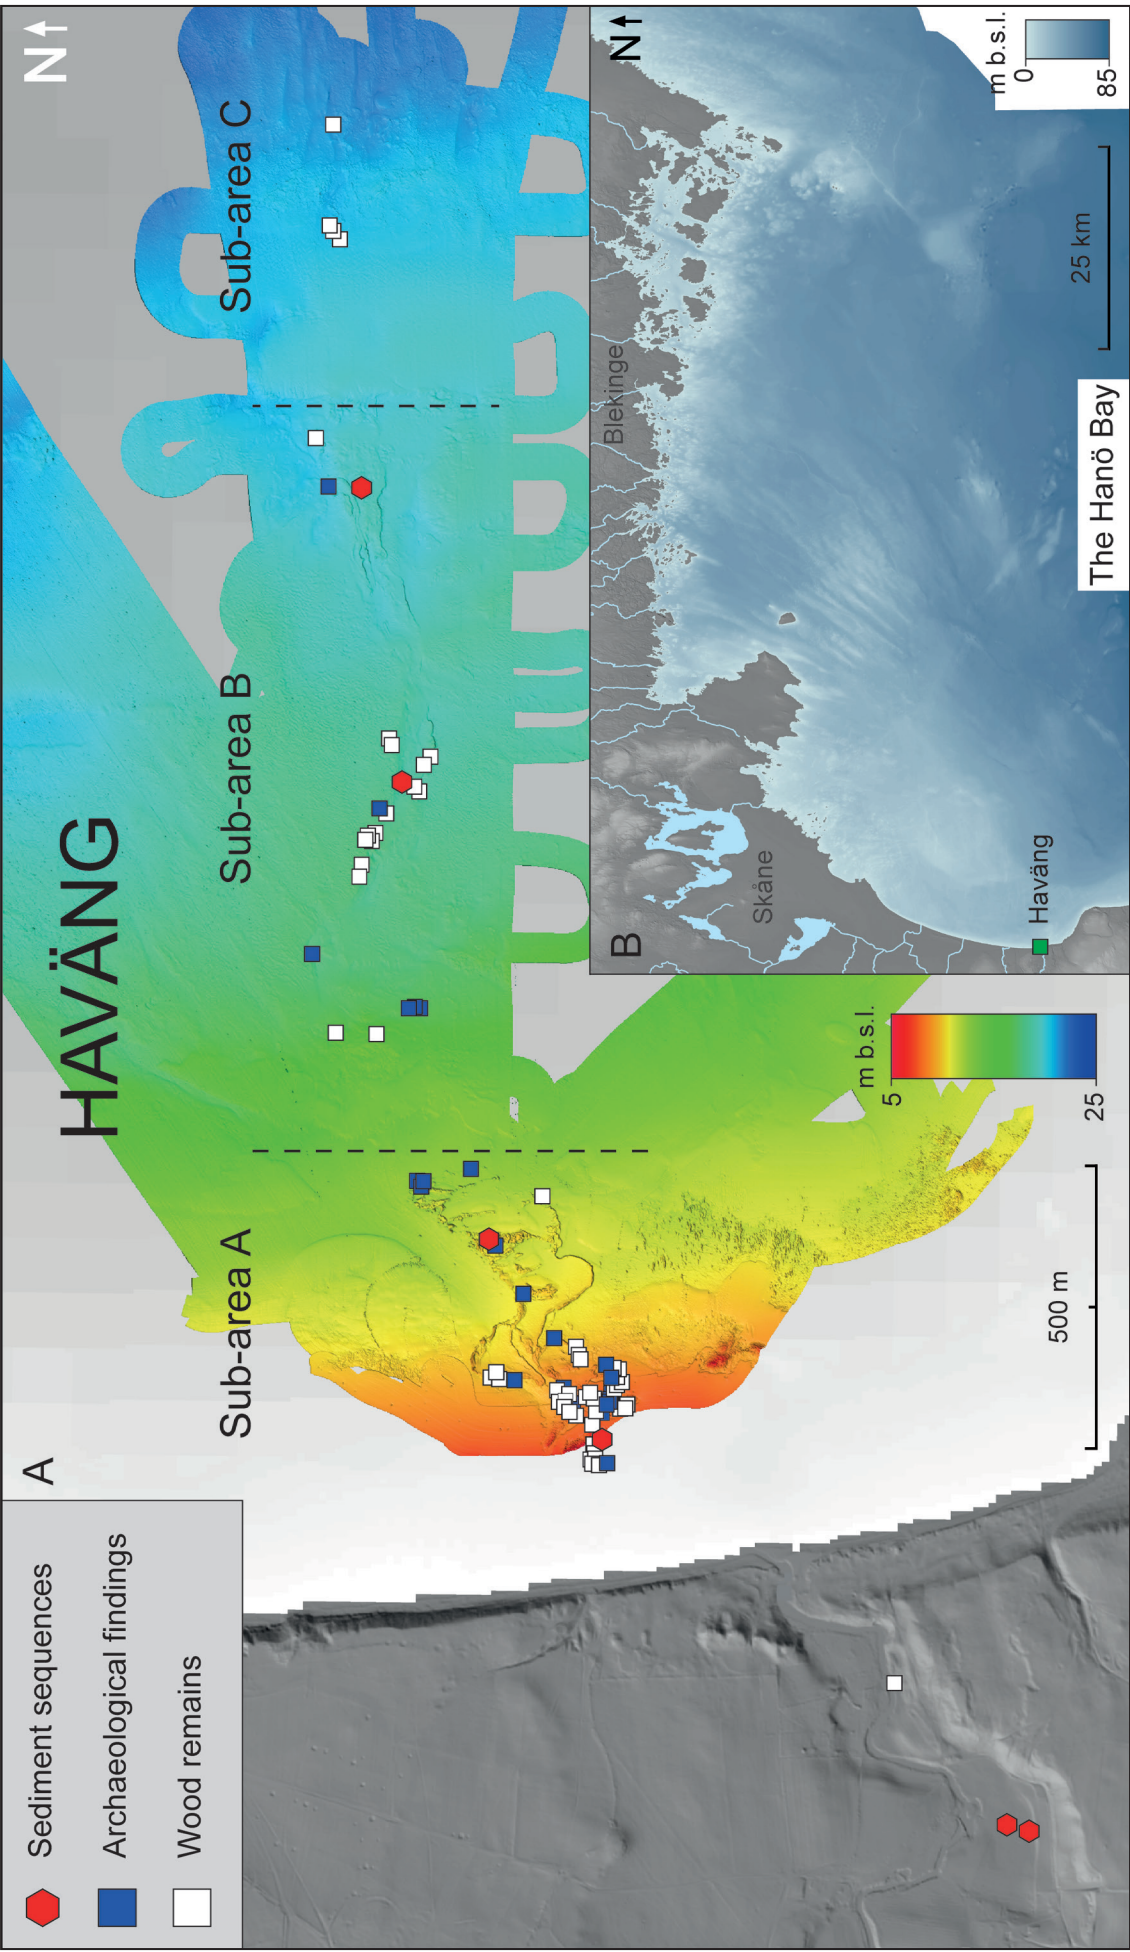 HAVÄNG
A
Sediment sequences
Archaeological findings
Wood remains
Sub-area A
Sub-area B
Sub-area C
N
500 m
m b.s.l.
5
25
B
N
Skåne
Blekinge
Haväng
The Hanö Bay
25 km
m b.s.l.
0
85